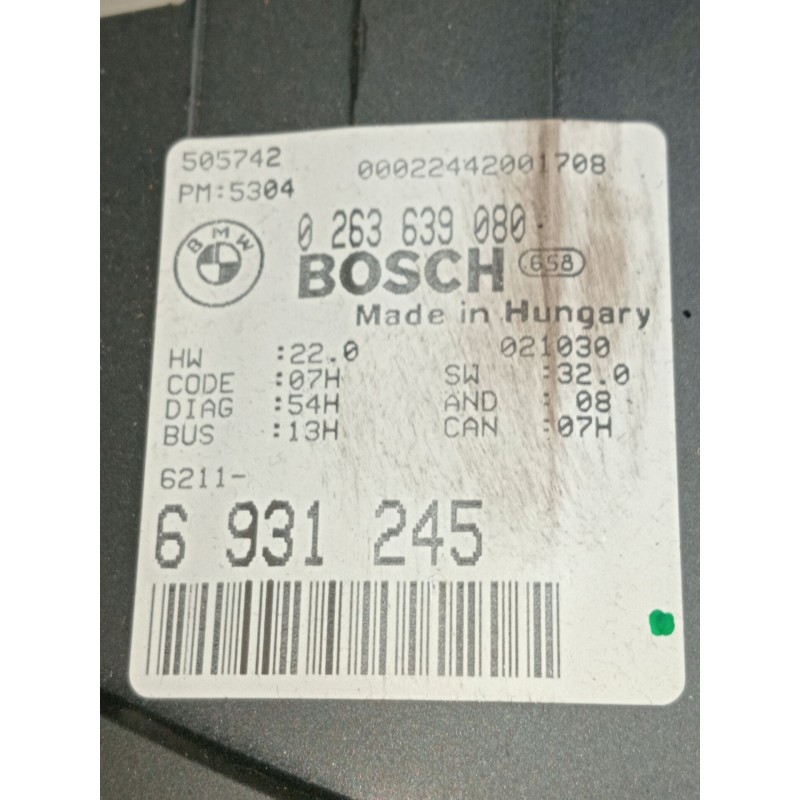 505742 00022442001708
PM:5304
0 263 639 080
BMW BOSCH 658
Made in Hungary
021030
HW :22.0
CODE :07H SW :32.0
DIAG :54H AND : 08
BUS :13H CAN :07H
6211-
6 931 245